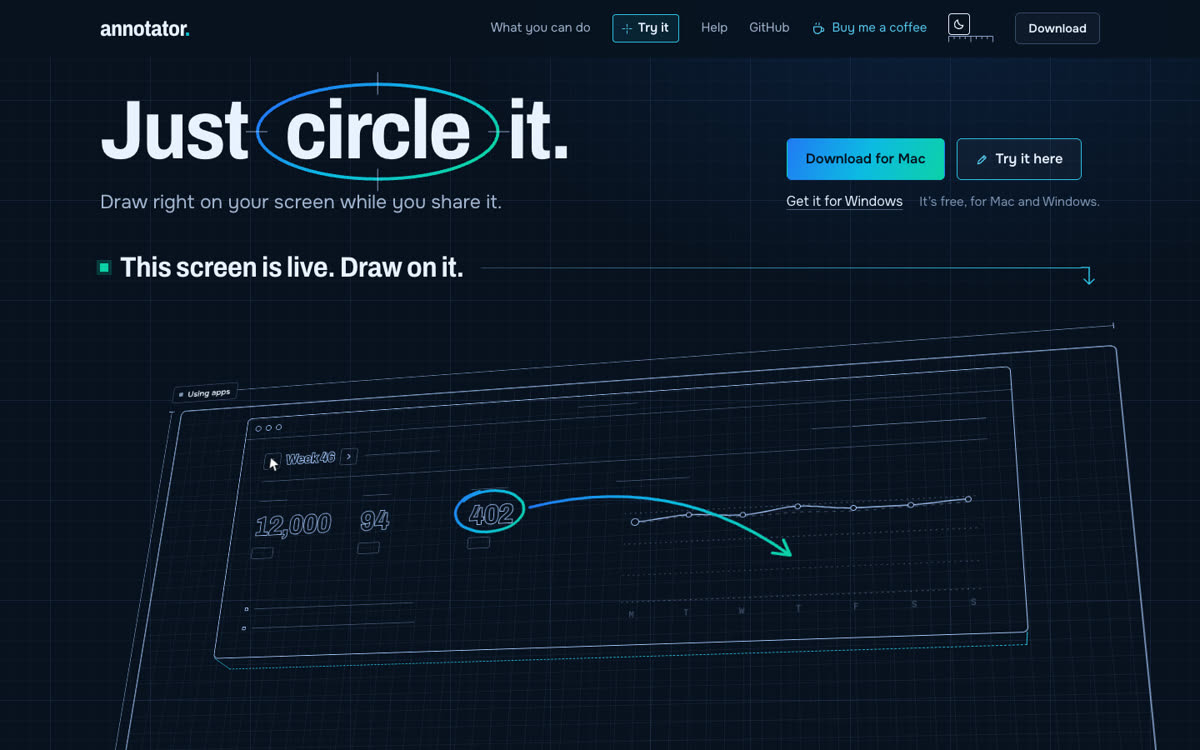 annotator.
What you can do
Try it
Help
GitHub
Buy me a coffee
Download
Just circle it.
Draw right on your screen while you share it.
Download for Mac
Try it here
Get it for Windows
It's free, for Mac and Windows.
This screen is live. Draw on it.
Using apps
Week 46
12,000
94
402
M T W T F S S